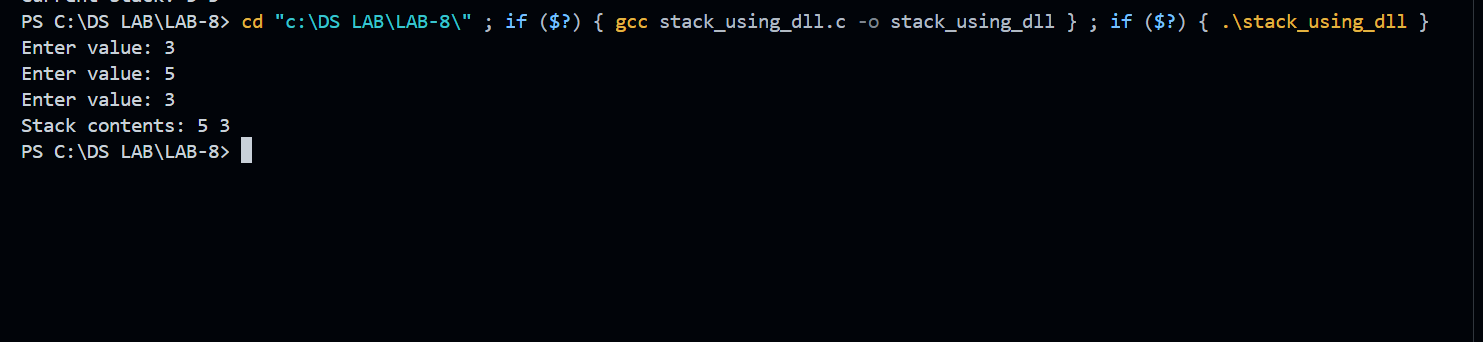 PS C:\DS LAB\LAB-8> cd "c:\DS LAB\LAB-8\" ; if ($?) { gcc stack_using_dll.c -o stack_using_dll } ; if ($?) { .\stack_using_dll }
Enter value: 3
Enter value: 5
Enter value: 3
Stack contents: 5 3
PS C:\DS LAB\LAB-8>